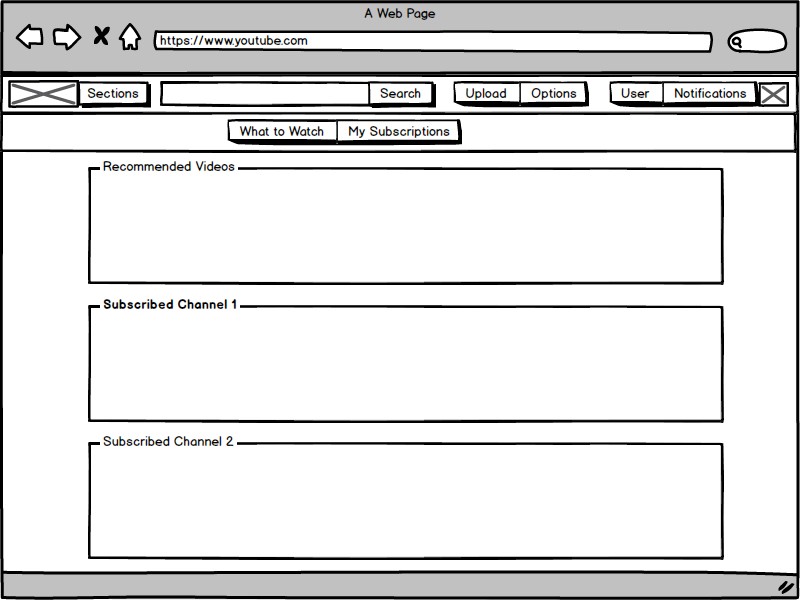 A Web Page
https://www.youtube.com
Sections
Search
Upload
Options
User
Notifications
What to Watch
My Subscriptions
Recommended Videos
Subscribed Channel 1
Subscribed Channel 2